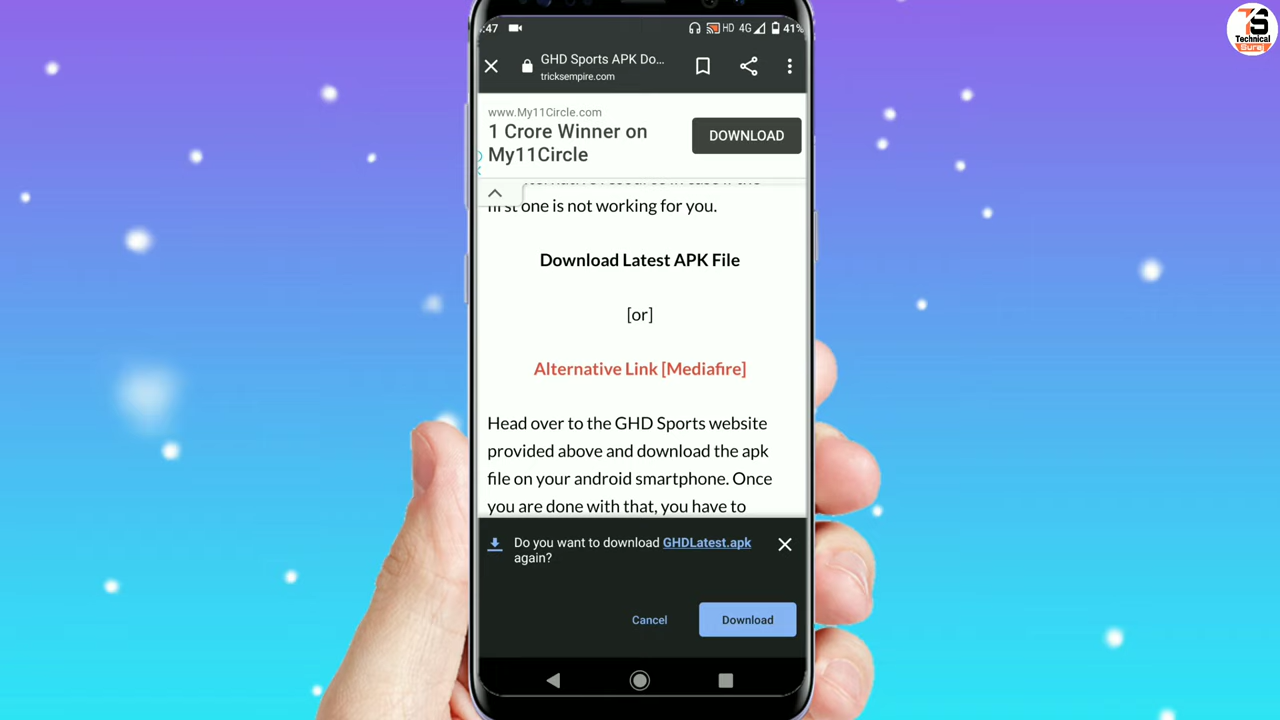 :47
HD 4G 41%
GHD Sports APK Do...
tricksempire.com
www.My11Circle.com
1 Crore Winner on
My11Circle
DOWNLOAD
first one is not working for you.
Download Latest APK File
[or]
Alternative Link [Mediafire]
Head over to the GHD Sports website
provided above and download the apk
file on your android smartphone. Once
you are done with that, you have to
Do you want to download GHDLatest.apk
again?
Cancel
Download
TS
Technical
Suraj